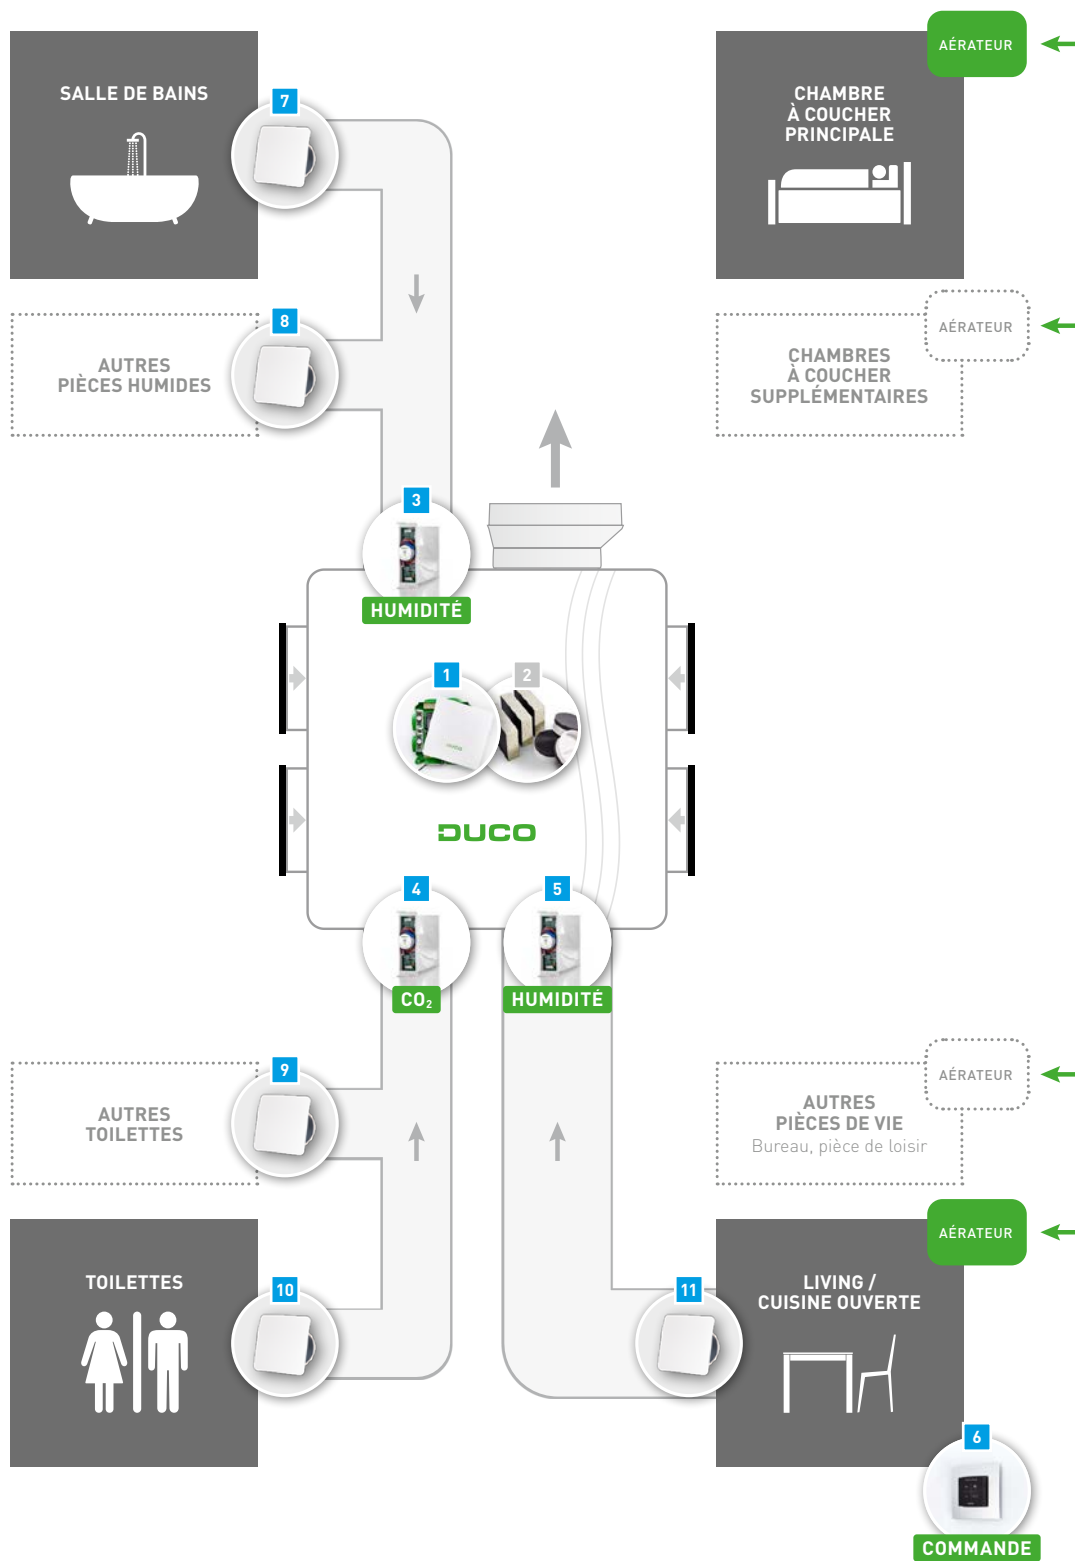 AÉRATEUR
SALLE DE BAINS
7
CHAMBRE
À COUCHER
PRINCIPALE
8
AÉRATEUR
AUTRES
PIÈCES HUMIDES
CHAMBRES
À COUCHER
SUPPLÉMENTAIRES
3
HUMIDITÉ
1
2
DUCO
4
5
CO₂
HUMIDITÉ
9
AÉRATEUR
AUTRES
TOILETTES
AUTRES
PIÈCES DE VIE
Bureau, pièce de loisir
AÉRATEUR
TOILETTES
10
11
LIVING /
CUISINE OUVERTE
6
COMMANDE